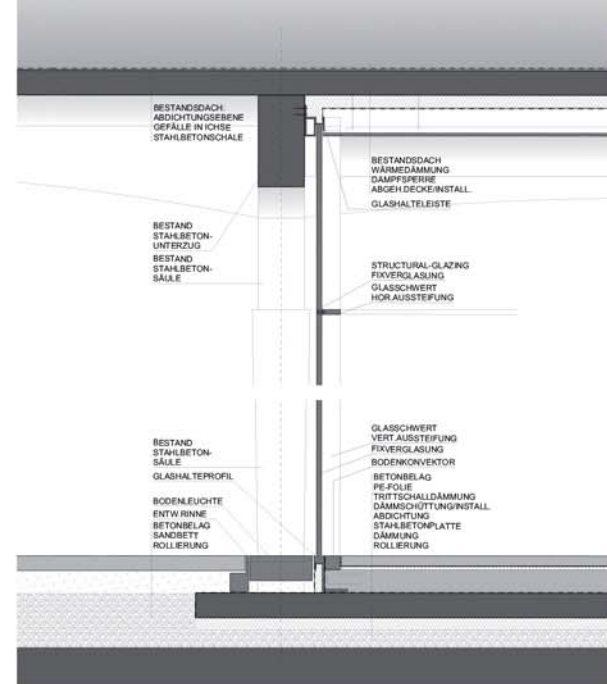 BESTANDSDACH:
ABDICHTUNGSEBENE
GEFÄLLE IN ICHSE
STAHLBETONSCHALE
BESTANDSDACH
WÄRMEDÄMMUNG
DAMPFSPERRE
ABGEH.DECKE/INSTALL.
GLASHALTELEISTE
BESTAND
STAHLBETON-
UNTERZUG
BESTAND
STAHLBETON-
SÄULE
STRUCTURAL-GLAZING
FIXVERGLASUNG
GLASSCHWERT
HOR.AUSSTEIFUNG
BESTAND
STAHLBETON-
SÄULE
GLASHALTEPROFIL
BODENLEUCHTE
ENTW.RINNE
BETONBELAG
SANDBETT
ROLLIERUNG
GLASSCHWERT
VERT.AUSSTEIFUNG
FIXVERGLASUNG
BODENKONVEKTOR
BETONBELAG
PE-FOLIE
TRITTSCHALLDÄMMUNG
DÄMMSCHÜTTUNG/INSTALL.
ABDICHTUNG
STAHLBETONPLATTE
DÄMMUNG
ROLLIERUNG